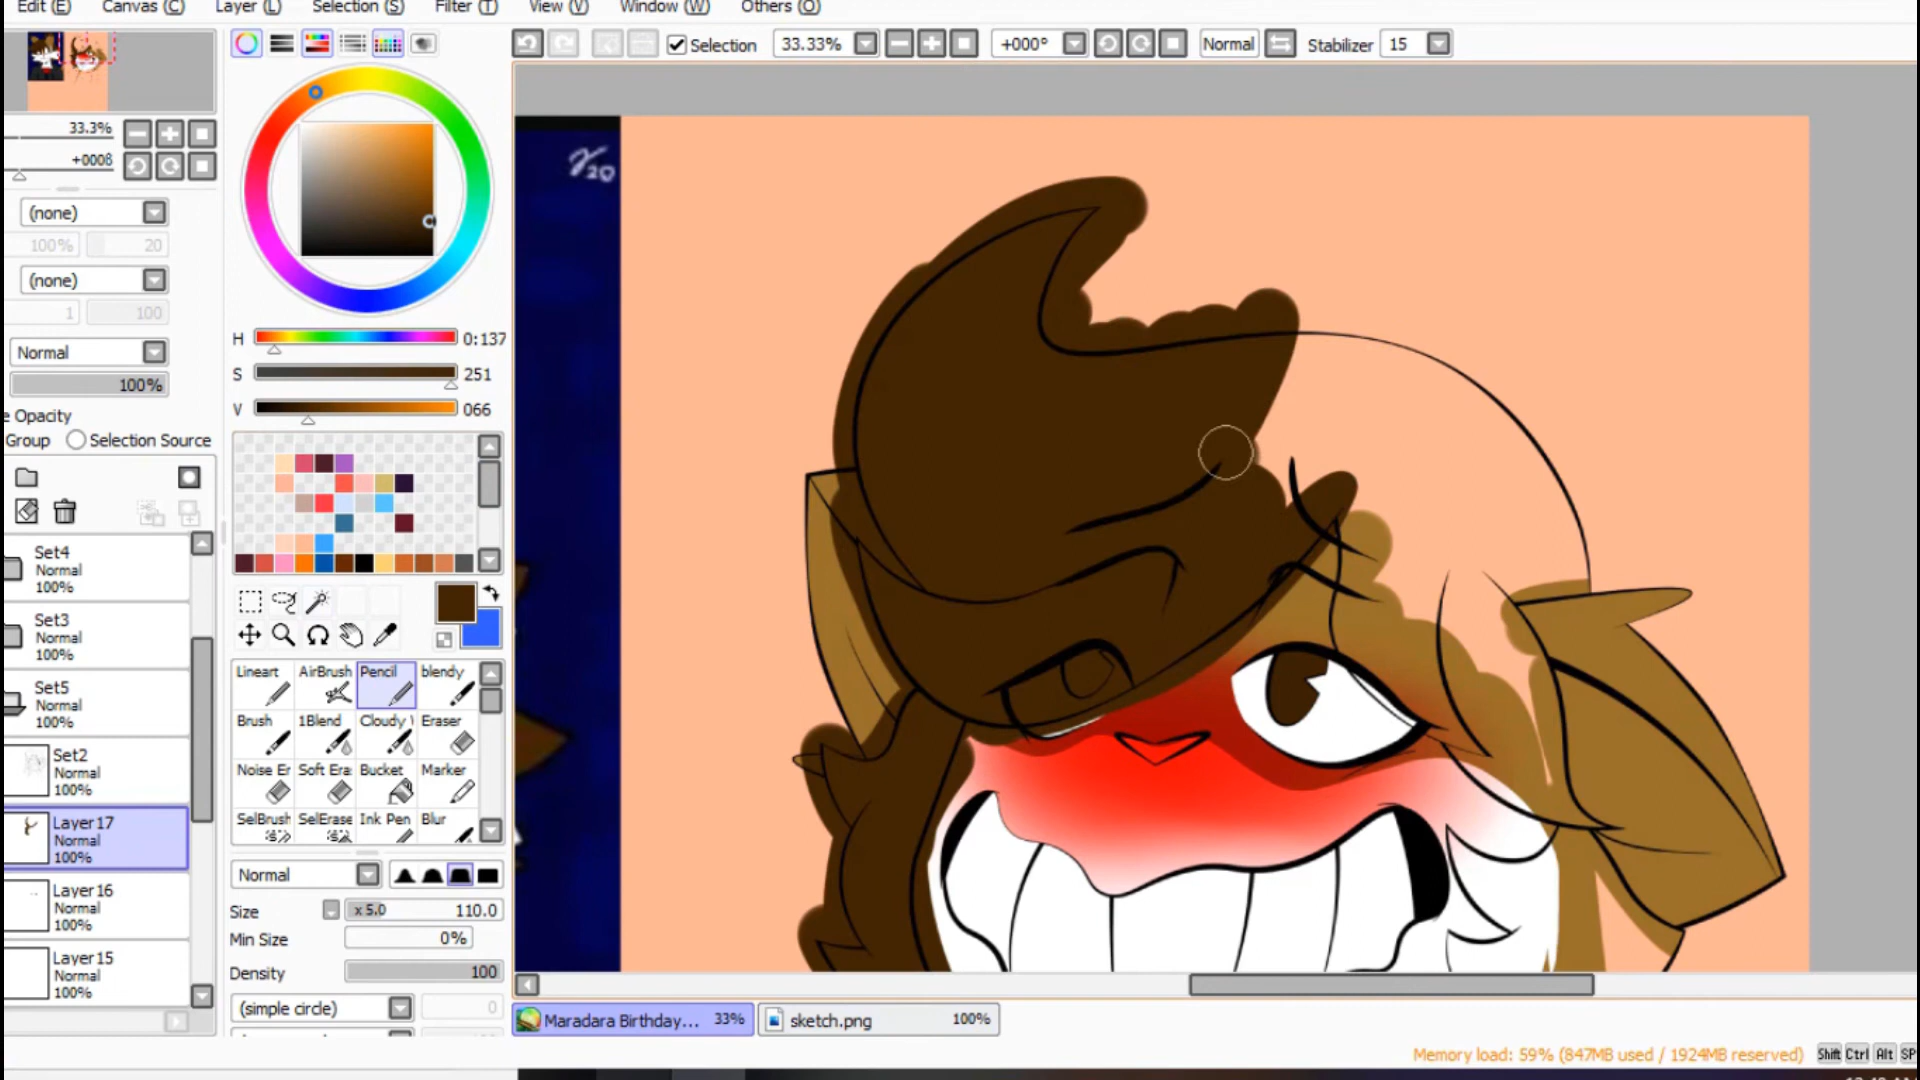 Edit (E) Canvas (C) Layer (L) Selection (S) Filter (T) View (V) Window (W) Others (O)
Selection 33.33% +000° Normal Stabilizer 15
33.3%
+0008
(none)
100% 20
(none)
1 100
Normal
100%
e Opacity
Group Selection Source
Set4
Normal
100%
Set3
Normal
100%
Set5
Normal
100%
Set2
Normal
100%
Layer17
Normal
100%
Layer16
Normal
100%
Layer15
Normal
100%
H 0:137
S 251
V 066
Lineart AirBrush Pencil blendy
Brush 1Blend Cloudy Eraser
Noise Er Soft Era Bucket Marker
SelBrush SelErase Ink Pen Blur
Normal
Size x 5.0 110.0
Min Size 0%
Density 100
(simple circle) 0
Maradara Birthday... 33% sketch.png 100%
Memory load: 59% (847MB used / 1924MB reserved) Shift Ctrl Alt SP